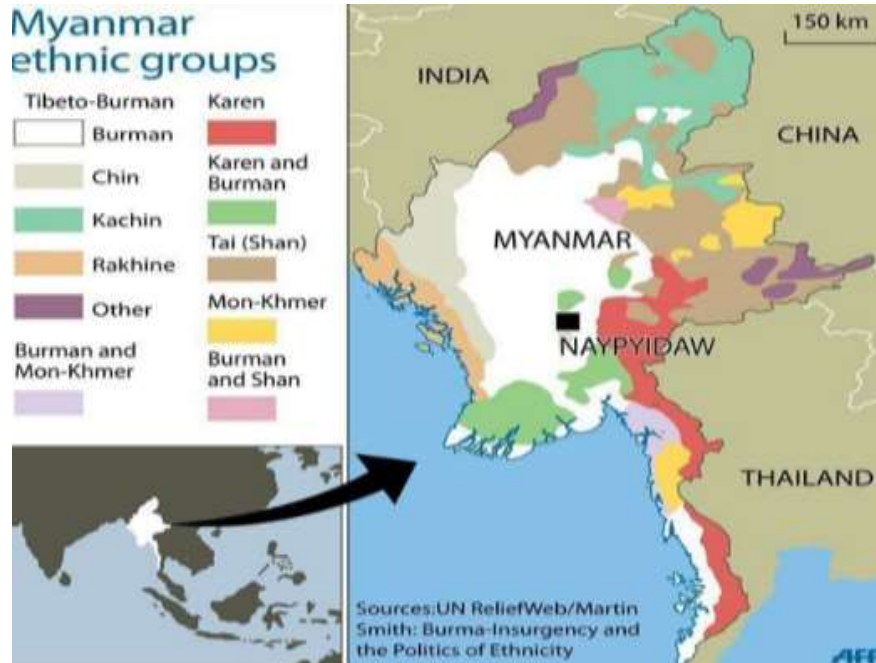 Myanmar
ethnic groups
Tibeto-Burman
Burman
Chin
Kachin
Rakhine
Other
Burman and
Mon-Khmer
Karen
Karen and
Burman
Tai (Shan)
Mon-Khmer
Burman
and Shan
150 km
INDIA
CHINA
MYANMAR
NAYPYIDAW
THAILAND
Sources:UN ReliefWeb/Martin
Smith: Burma-Insurgency and
the Politics of Ethnicity
AFP